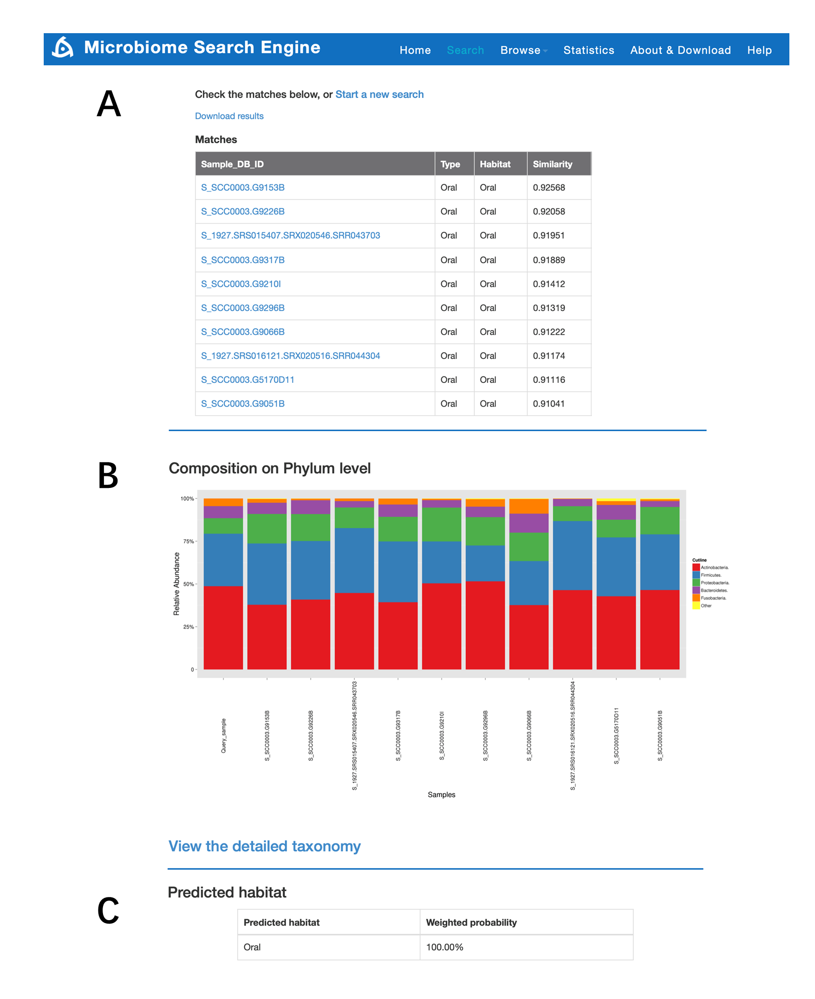 Microbiome Search Engine
Home Search Browse Statistics About & Download Help
A
Check the matches below, or Start a new search
Download results
Matches
Sample_DB_ID Type Habitat Similarity
S_SCC0003.G9153B Oral Oral 0.92568
S_SCC0003.G9226B Oral Oral 0.92058
S_1927.SRS015407.SRX020546.SRR043703 Oral Oral 0.91951
S_SCC0003.G9317B Oral Oral 0.91889
S_SCC0003.G9210I Oral Oral 0.91412
S_SCC0003.G9296B Oral Oral 0.91319
S_SCC0003.G9066B Oral Oral 0.91222
S_1927.SRS016121.SRX020516.SRR044304 Oral Oral 0.91174
S_SCC0003.G5170D11 Oral Oral 0.91116
S_SCC0003.G9051B Oral Oral 0.91041
B
Composition on Phylum level
Relative Abundance
100%
75%
50%
25%
0
Cutline
Actinobacteria.
Firmicutes.
Proteobacteria.
Bacteroidetes.
Fusobacteria.
Other
Query_sample
S_SCC0003.G9153B
S_SCC0003.G9226B
S_1927.SRS015407.SRX020546.SRR043703
S_SCC0003.G9317B
S_SCC0003.G9210I
S_SCC0003.G9296B
S_SCC0003.G9066B
S_1927.SRS016121.SRX020516.SRR044304
S_SCC0003.G5170D11
S_SCC0003.G9051B
Samples
View the detailed taxonomy
C
Predicted habitat
Predicted habitat Weighted probability
Oral 100.00%